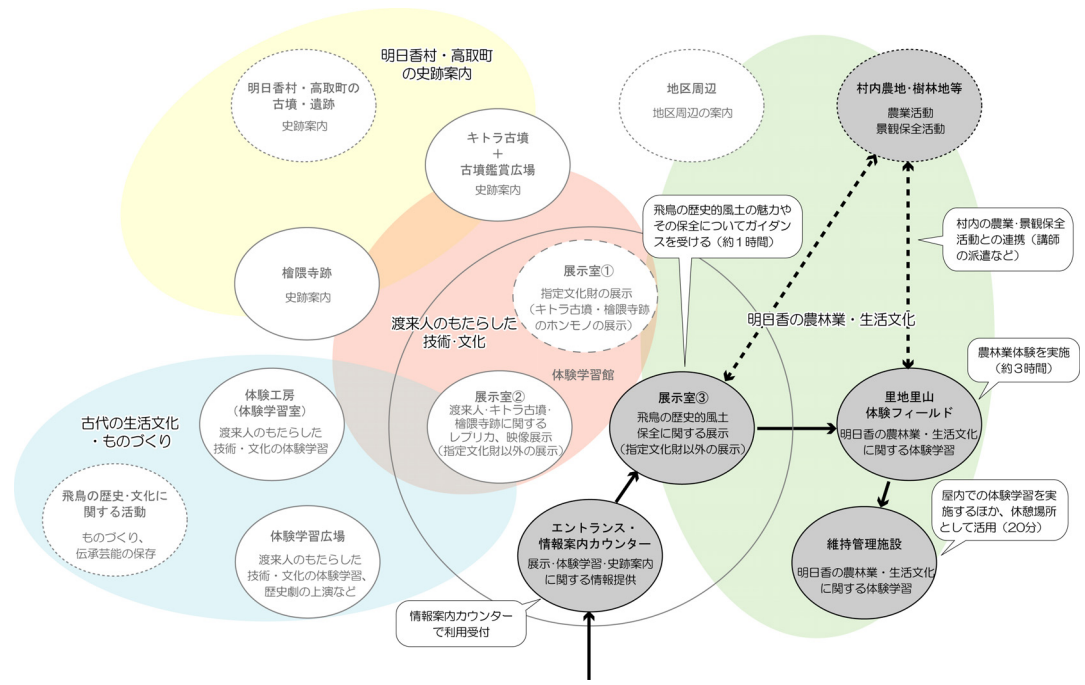 明日香村・高取町
の史跡案内
明日香村・高取町の
古墳・遺跡
史跡案内
キトラ古墳
＋
古墳鑑賞広場
史跡案内
檜隈寺跡
史跡案内
地区周辺
地区周辺の案内
村内農地・樹林地等
農業活動
景観保全活動
飛鳥の歴史的風土の魅力や
その保全についてガイダン
スを受ける（約１時間）
村内の農業・景観保全
活動との連携（講師
の派遣など）
展示室①
指定文化財の展示
（キトラ古墳・檜隈寺跡
のホンモノの展示）
渡来人のもたらした
技術・文化
明日香の農林業・生活文化
体験学習館
農林業体験を実施
（約３時間）
古代の生活文化
・ものづくり
体験工房
（体験学習室）
渡来人のもたらした
技術・文化の体験学習
展示室②
渡来人・キトラ古墳・
檜隈寺跡に関する
レプリカ、映像展示
（指定文化財以外の展示）
展示室③
飛鳥の歴史的風土
保全に関する展示
（指定文化財以外の展示）
里地里山
体験フィールド
明日香の農林業・生活文化
に関する体験学習
飛鳥の歴史・文化に
関する活動
ものづくり、
伝承芸能の保存
体験学習広場
渡来人のもたらした
技術・文化の体験学習、
歴史劇の上演など
エントランス・
情報案内カウンター
展示・体験学習・史跡案内
に関する情報提供
維持管理施設
明日香の農林業・生活文化
に関する体験学習
屋内での体験学習を実
施するほか、休憩場所
として活用（20分）
情報案内カウンター
で利用受付